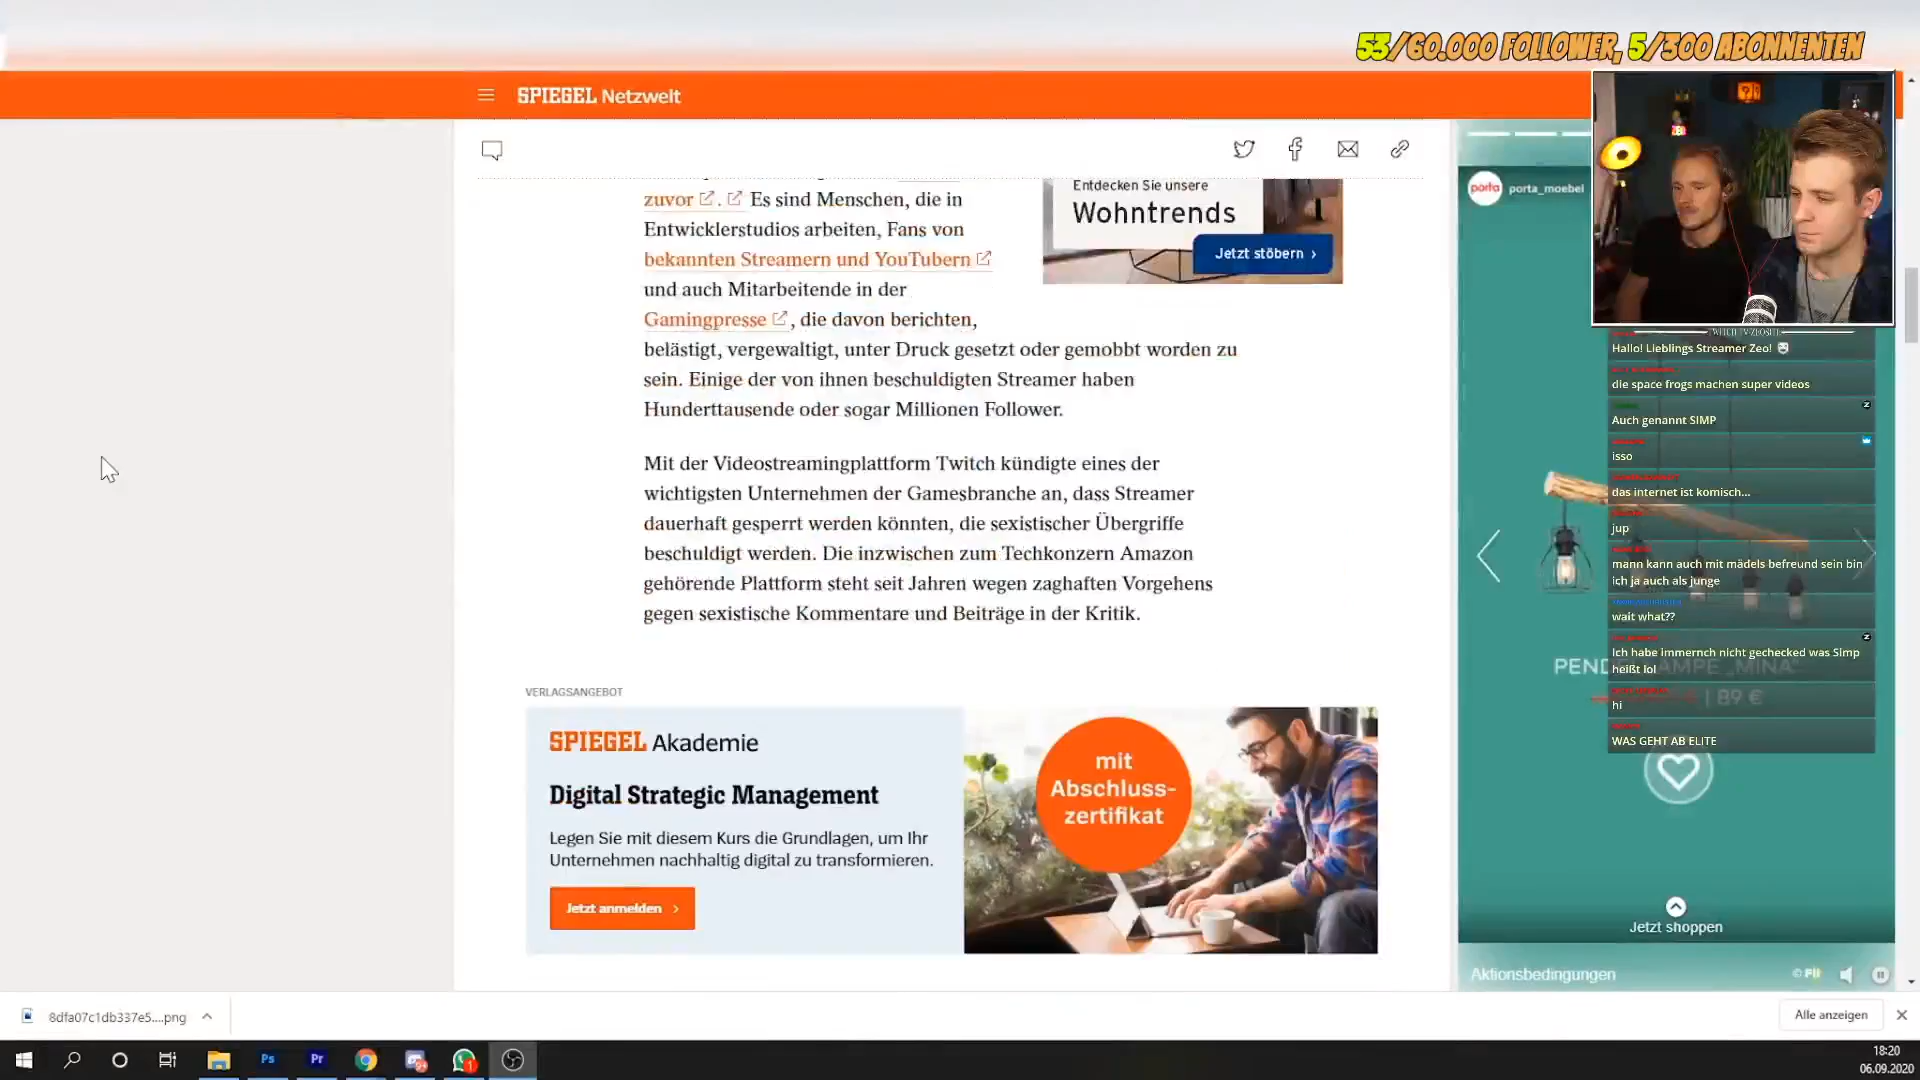 53/60.000 FOLLOWER, 5/300 ABONNENTEN
SPIEGEL Netzwelt
zuvor . Es sind Menschen, die in
Entwicklerstudios arbeiten, Fans von
bekannten Streamern und YouTubern
und auch Mitarbeitende in der
Gamingpresse , die davon berichten,
belästigt, vergewaltigt, unter Druck gesetzt oder gemobbt worden zu
sein. Einige der von ihnen beschuldigten Streamer haben
Hunderttausende oder sogar Millionen Follower.
Entdecken Sie unsere
Wohntrends
Jetzt stöbern ›
Mit der Videostreamingplattform Twitch kündigte eines der
wichtigsten Unternehmen der Gamesbranche an, dass Streamer
dauerhaft gesperrt werden könnten, die sexistischer Übergriffe
beschuldigt werden. Die inzwischen zum Techkonzern Amazon
gehörende Plattform steht seit Jahren wegen zaghaften Vorgehens
gegen sexistische Kommentare und Beiträge in der Kritik.
VERLAGSANGEBOT
SPIEGEL Akademie
Digital Strategic Management
Legen Sie mit diesem Kurs die Grundlagen, um Ihr
Unternehmen nachhaltig digital zu transformieren.
Jetzt anmelden ›
mit
Abschluss-
zertifikat
porta porta_moebel
Hallo! Lieblings Streamer Zeo!
die space frogs machen super videos
Auch genannt SIMP
isso
das internet ist komisch...
jup
mann kann auch mit mädels befreund sein bin
ich ja auch als junge
wait what??
Ich habe immernch nicht gechecked was Simp
heißt lol
hi
WAS GEHT AB ELITE
PENDELLAMPE „MINA"
| 89 €
Jetzt shoppen
Aktionsbedingungen
8dfa07c1db337e5....png
Alle anzeigen
Ps
Pr
18:20
06.09.2020